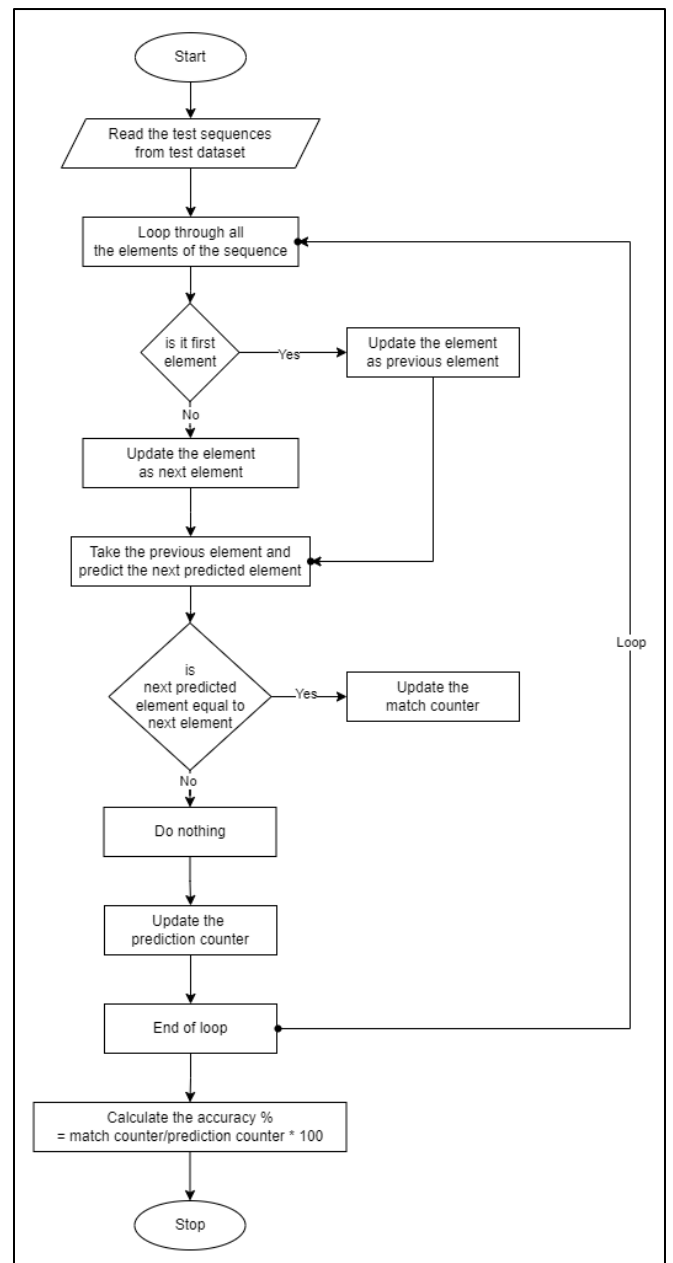 Start
Read the test sequences
from test dataset
Loop through all
the elements of the sequence
is it first
element
Yes
Update the element
as previous element
No
Update the element
as next element
Take the previous element and
predict the next predicted element
is
next predicted
element equal to
next element
Yes
Update the
match counter
Loop
No
Do nothing
Update the
prediction counter
End of loop
Calculate the accuracy %
= match counter/prediction counter * 100
Stop